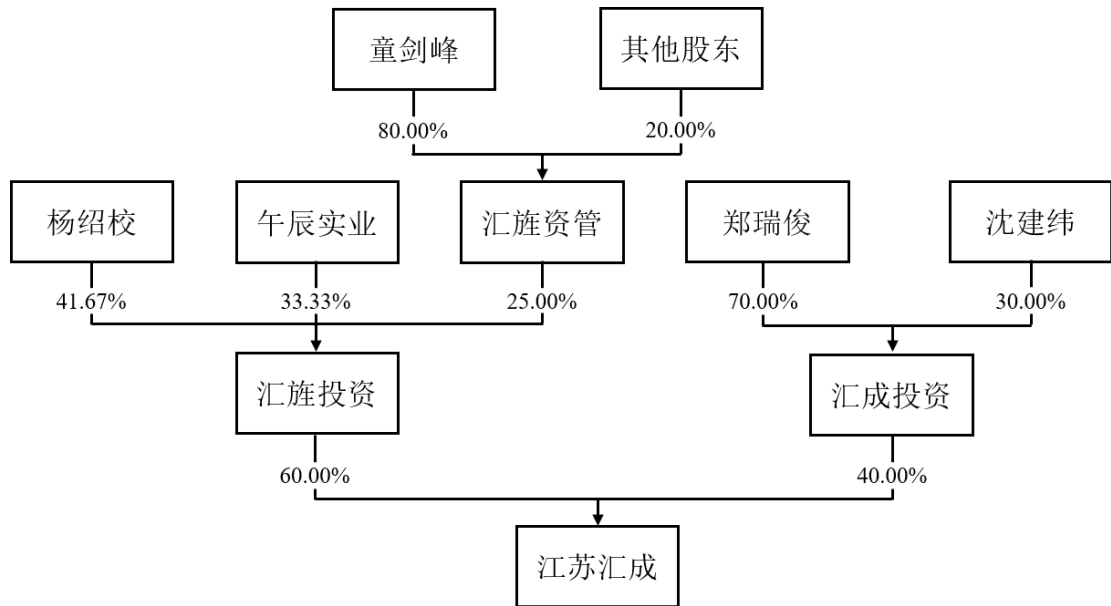 童剑峰
其他股东
80.00%
20.00%
杨绍校
午辰实业
汇旌资管
郑瑞俊
沈建纬
41.67%
33.33%
25.00%
70.00%
30.00%
汇旌投资
汇成投资
60.00%
40.00%
江苏汇成